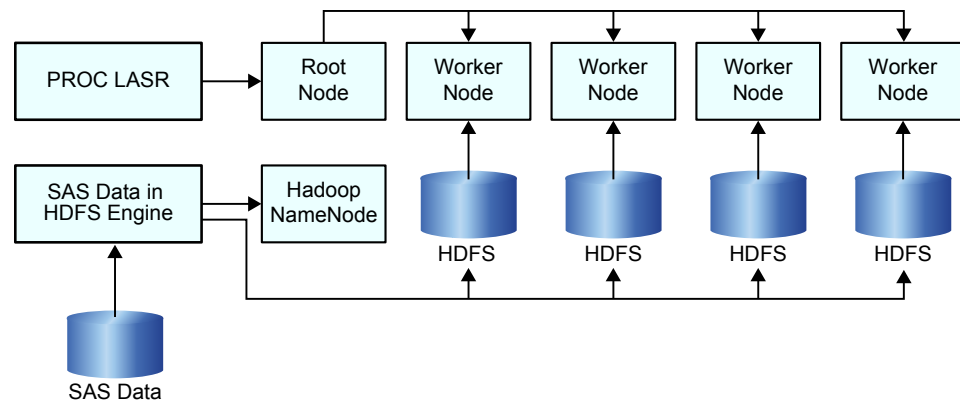 PROC LASR
Root
Node
Worker
Node
Worker
Node
Worker
Node
Worker
Node
SAS Data in
HDFS Engine
Hadoop
NameNode
HDFS
HDFS
HDFS
HDFS
SAS Data